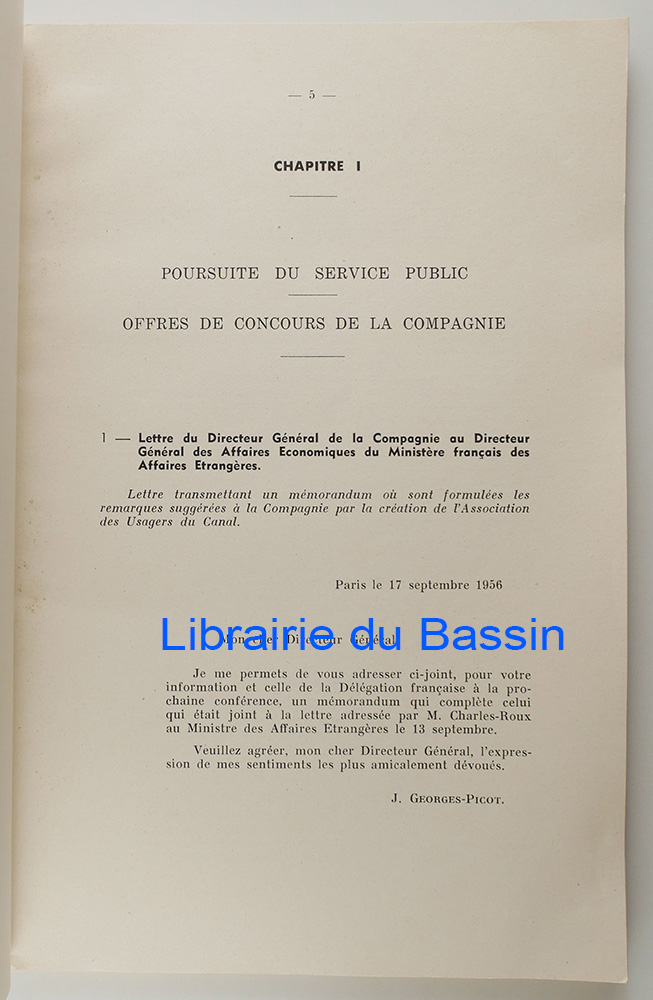 — 5 —
CHAPITRE I
POURSUITE DU SERVICE PUBLIC
OFFRES DE CONCOURS DE LA COMPAGNIE
1 — Lettre du Directeur Général de la Compagnie au Directeur
Général des Affaires Economiques du Ministère français des
Affaires Etrangères.
Lettre transmettant un mémorandum où sont formulées les
remarques suggérées à la Compagnie par la création de l'Association
des Usagers du Canal.
Paris le 17 septembre 1956
Mon cher Directeur Général,
Librairie du Bassin
Je me permets de vous adresser ci-joint, pour votre
information et celle de la Délégation française à la pro-
chaine conférence, un mémorandum qui complète celui
qui était joint à la lettre adressée par M. Charles-Roux
au Ministre des Affaires Etrangères le 13 septembre.
Veuillez agréer, mon cher Directeur Général, l'expres-
sion de mes sentiments les plus amicalement dévoués.
J. GEORGES-PICOT.